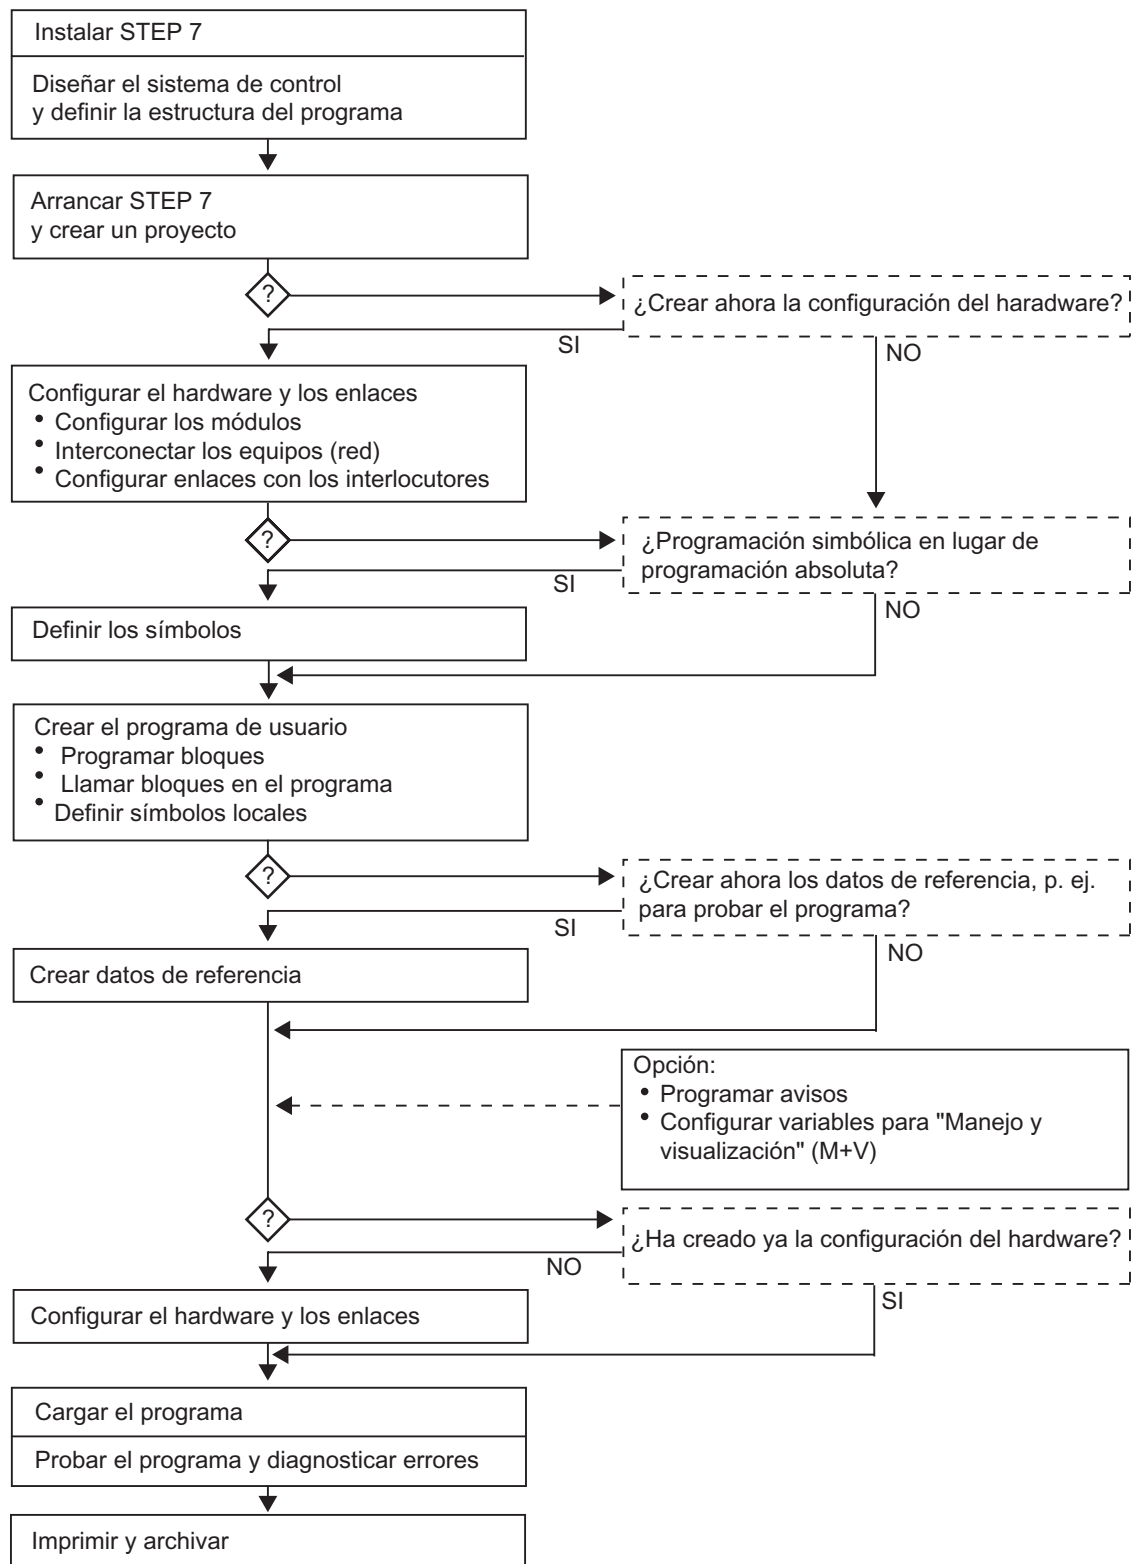 Instalar STEP 7
Diseñar el sistema de control
y definir la estructura del programa
Arrancar STEP 7
y crear un proyecto
?
¿Crear ahora la configuración del haradware?
SI
NO
Configurar el hardware y los enlaces
• Configurar los módulos
• Interconectar los equipos (red)
• Configurar enlaces con los interlocutores
?
¿Programación simbólica en lugar de
programación absoluta?
SI
NO
Definir los símbolos
Crear el programa de usuario
• Programar bloques
• Llamar bloques en el programa
• Definir símbolos locales
?
¿Crear ahora los datos de referencia, p. ej.
para probar el programa?
SI
NO
Crear datos de referencia
Opción:
• Programar avisos
• Configurar variables para "Manejo y
visualización" (M+V)
?
¿Ha creado ya la configuración del hardware?
NO
SI
Configurar el hardware y los enlaces
Cargar el programa
Probar el programa y diagnosticar errores
Imprimir y archivar